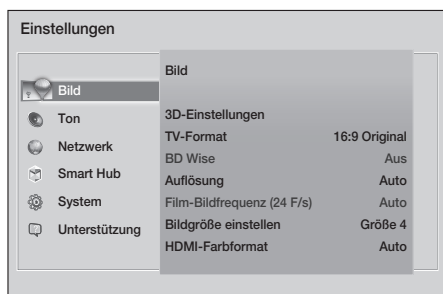 Einstellungen
Bild
Ton
Netzwerk
Smart Hub
System
Unterstützung
Bild
3D-Einstellungen
TV-Format 16:9 Original
BD Wise Aus
Auflösung Auto
Film-Bildfrequenz (24 F/s) Auto
Bildgröße einstellen Größe 4
HDMI-Farbformat Auto